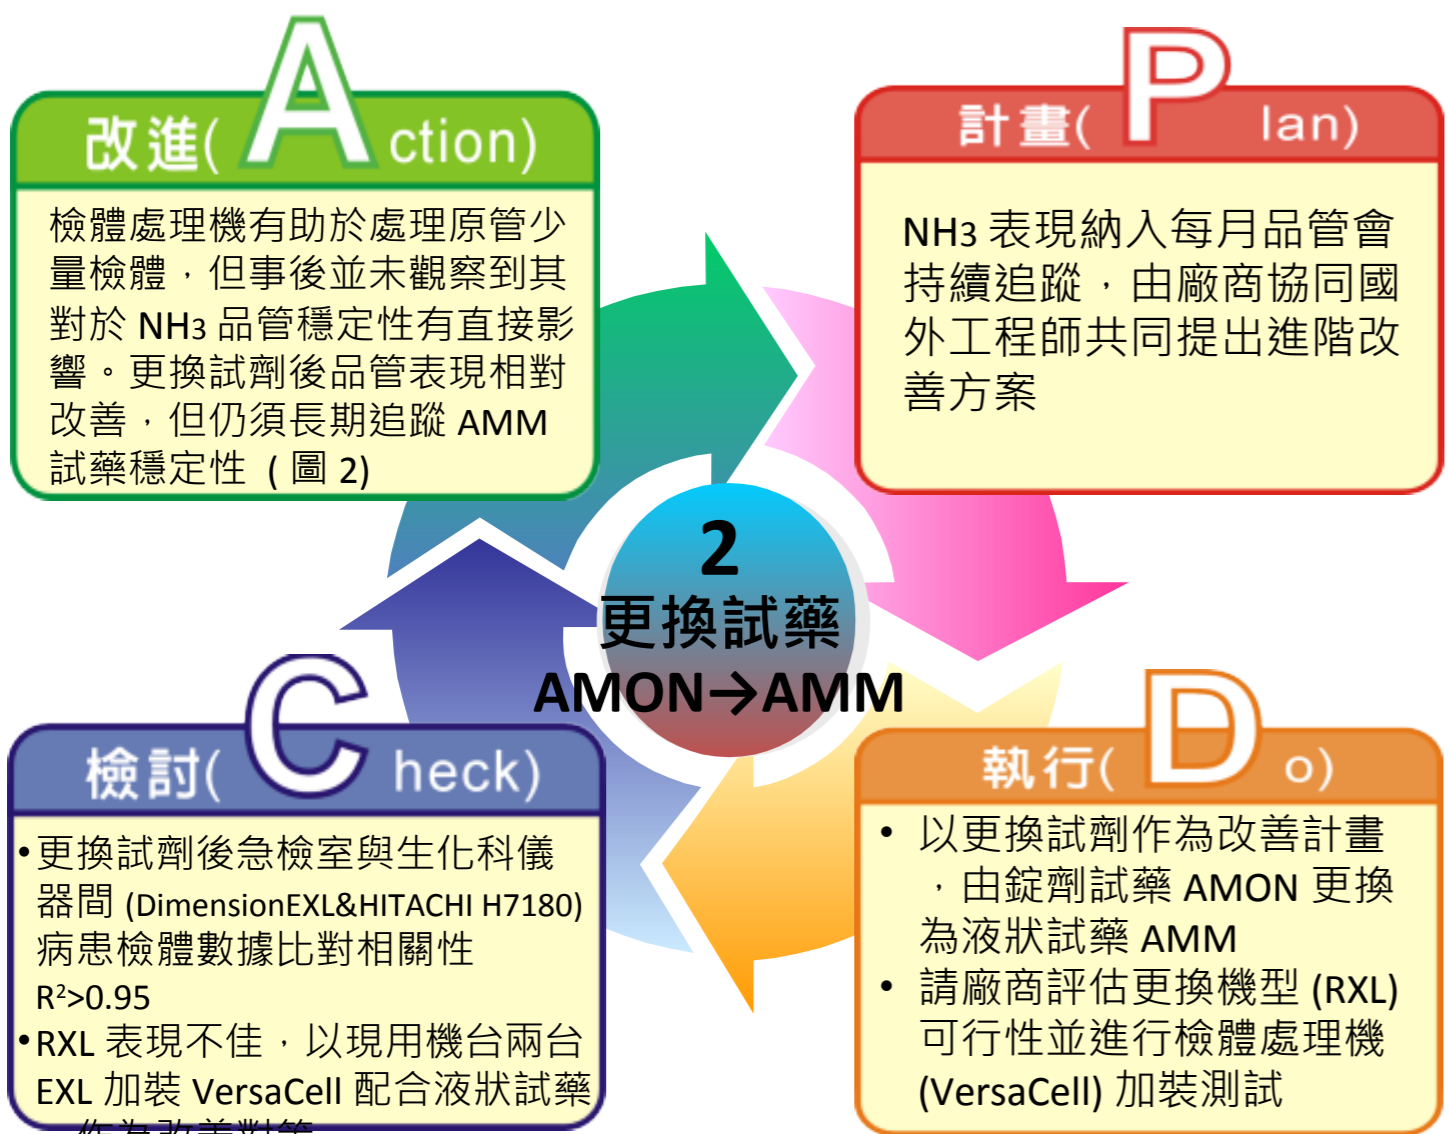 改進(Action)
檢體處理機有助於處理原管少
量檢體，但事後並未觀察到其
對於 NH3 品管穩定性有直接影
響。更換試劑後品管表現相對
改善，但仍須長期追蹤 AMM
試藥穩定性 ( 圖 2)
計畫(Plan)
NH3 表現納入每月品管會
持續追蹤，由廠商協同國
外工程師共同提出進階改
善方案
2
更換試藥
AMON→AMM
檢討(Check)
•更換試劑後急檢室與生化科儀
器間 (DimensionEXL&HITACHI H7180)
病患檢體數據比對相關性
R²>0.95
•RXL 表現不佳，以現用機台兩台
EXL 加裝 VersaCell 配合液狀試藥
作為改善對策
執行(Do)
• 以更換試劑作為改善計畫
，由錠劑試藥 AMON 更換
為液狀試藥 AMM
• 請廠商評估更換機型 (RXL)
可行性並進行檢體處理機
(VersaCell) 加裝測試